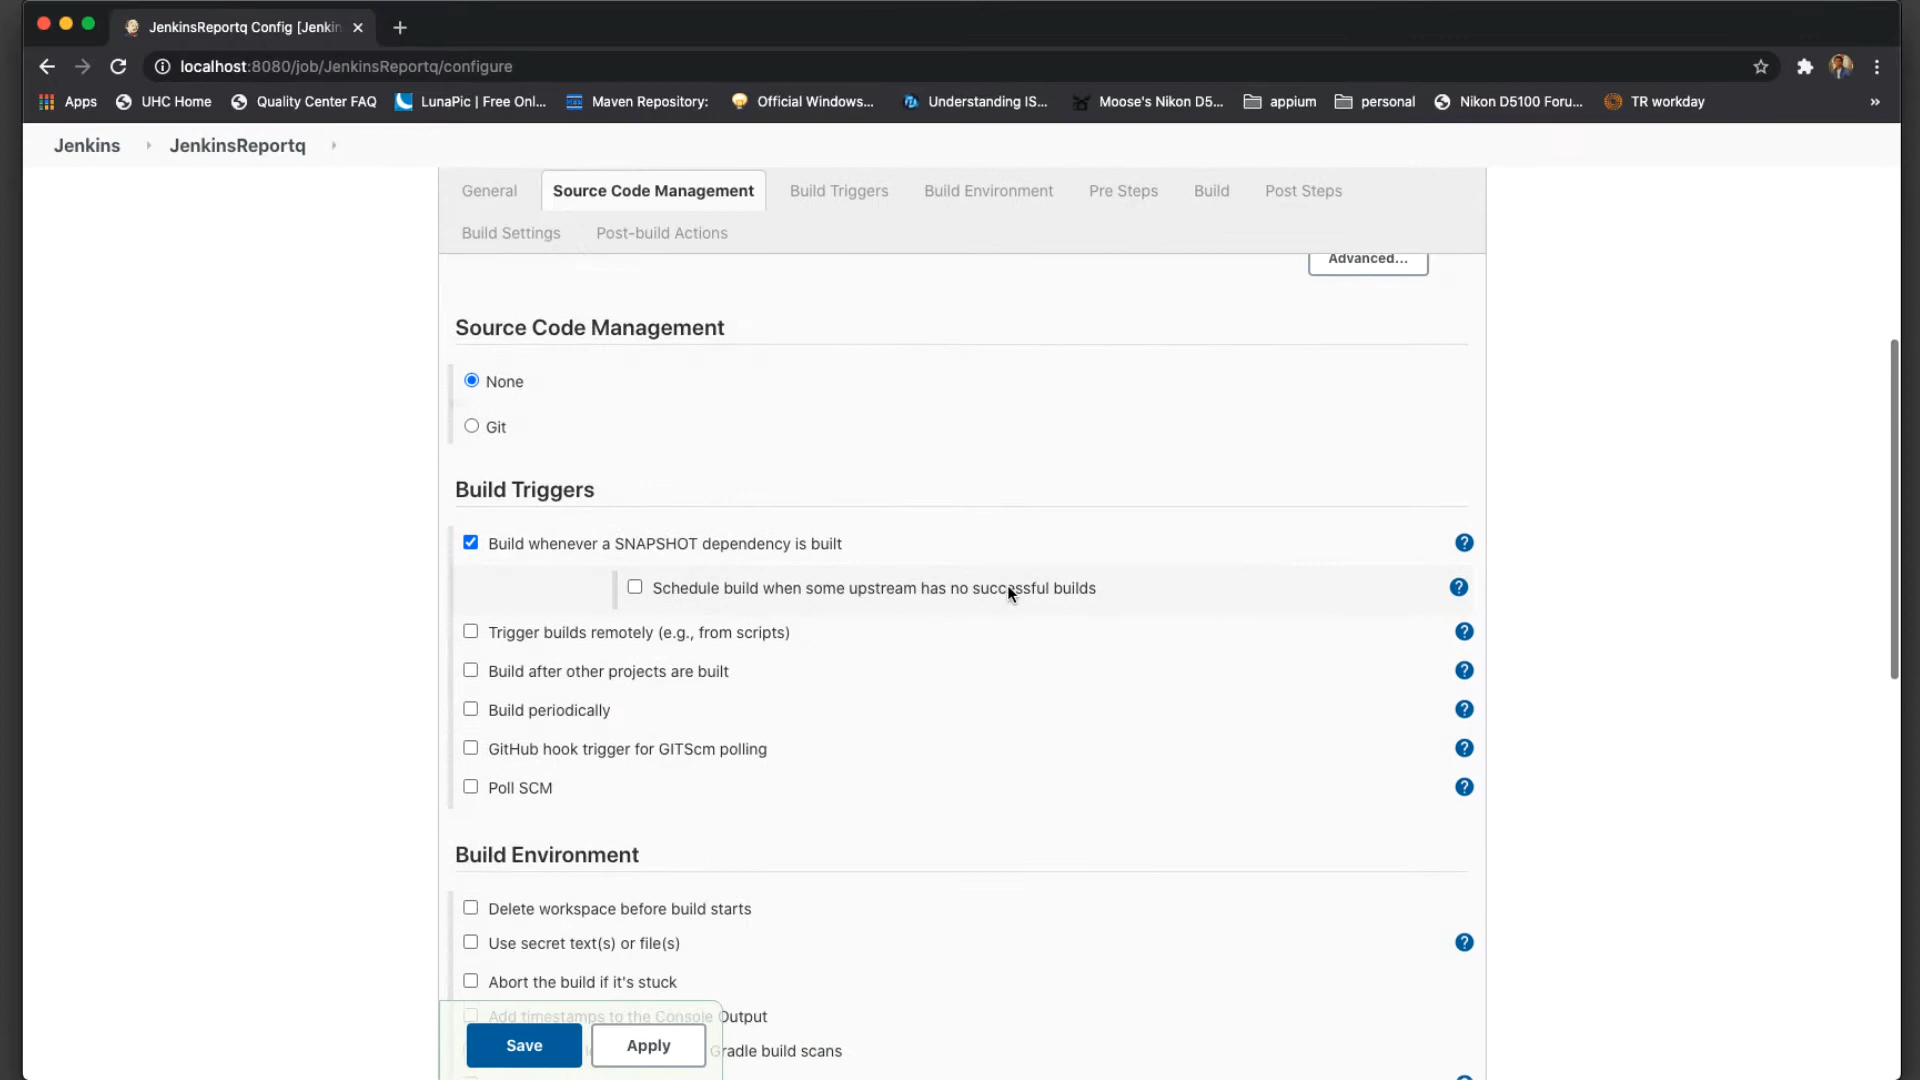 JenkinsReportq Config [Jenkin
localhost:8080/job/JenkinsReportq/configure
Apps UHC Home Quality Center FAQ LunaPic | Free Onl... Maven Repository: Official Windows... Understanding IS... Moose's Nikon D5... appium personal Nikon D5100 Foru... TR workday »
Jenkins JenkinsReportq
General Source Code Management Build Triggers Build Environment Pre Steps Build Post Steps
Build Settings Post-build Actions
Advanced...
Source Code Management
None
Git
Build Triggers
Build whenever a SNAPSHOT dependency is built ?
Schedule build when some upstream has no successful builds ?
Trigger builds remotely (e.g., from scripts) ?
Build after other projects are built ?
Build periodically ?
GitHub hook trigger for GITScm polling ?
Poll SCM ?
Build Environment
Delete workspace before build starts
Use secret text(s) or file(s) ?
Abort the build if it's stuck
Add timestamps to the Console Output
Save Apply radle build scans